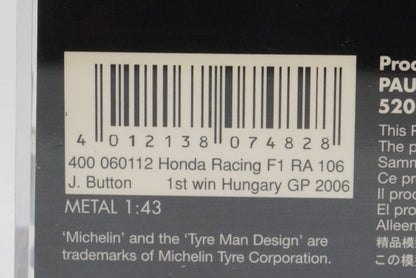 4 012138 074828
400 060112 Honda Racing F1 RA 106
J. Button 1st win Hungary GP 2006
METAL 1:43
'Michelin' and the 'Tyre Man Design' are
trademarks of Michelin Tyre Corporation.
Prod
PAU
520
This
The p
Samm
Ce pr
Il prod
El pro
Alleen
精品模
この模